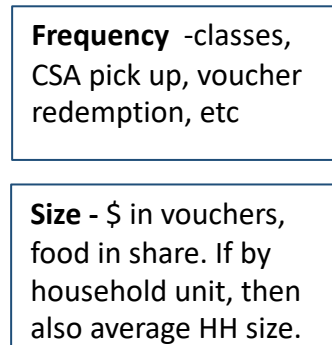 Frequency -classes,
CSA pick up, voucher
redemption, etc
Size - $ in vouchers,
food in share. If by
household unit, then
also average HH size.